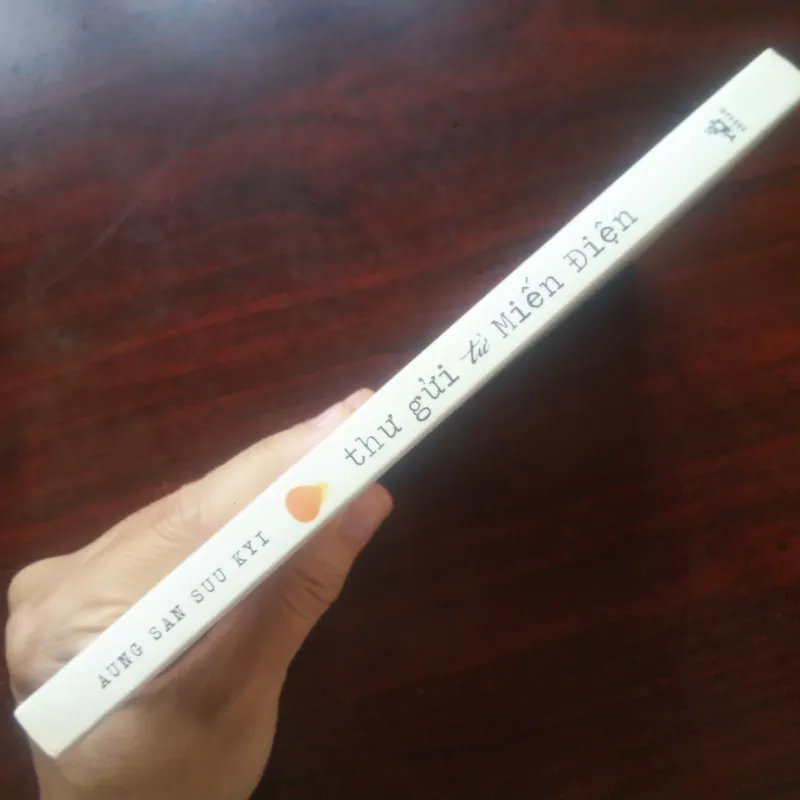 AUNG SAN SUU KYI
thư gửi từ Miến Điện